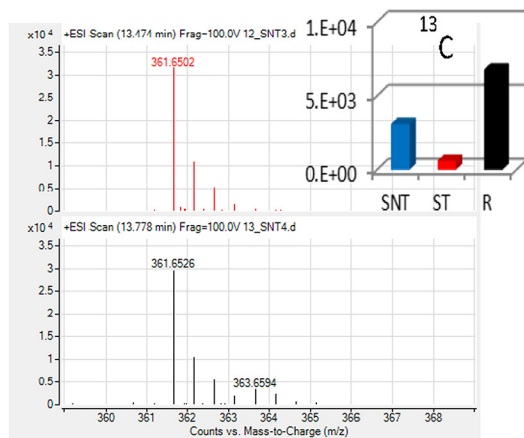 x10 4 +ESI Scan (13.474 min) Frag=100.0V 12_SNT3.d
3.5
3
2.5
2
1.5
1
0.5
0
361.6502
13
C
1.E+04
5.E+03
0.E+00
SNT ST R
x10 4 +ESI Scan (13.778 min) Frag=100.0V 13_SNT4.d
3.5
3
2.5
2
1.5
1
0.5
0
361.6526
363.6594
360 361 362 363 364 365 366 367 368
Counts vs. Mass-to-Charge (m/z)